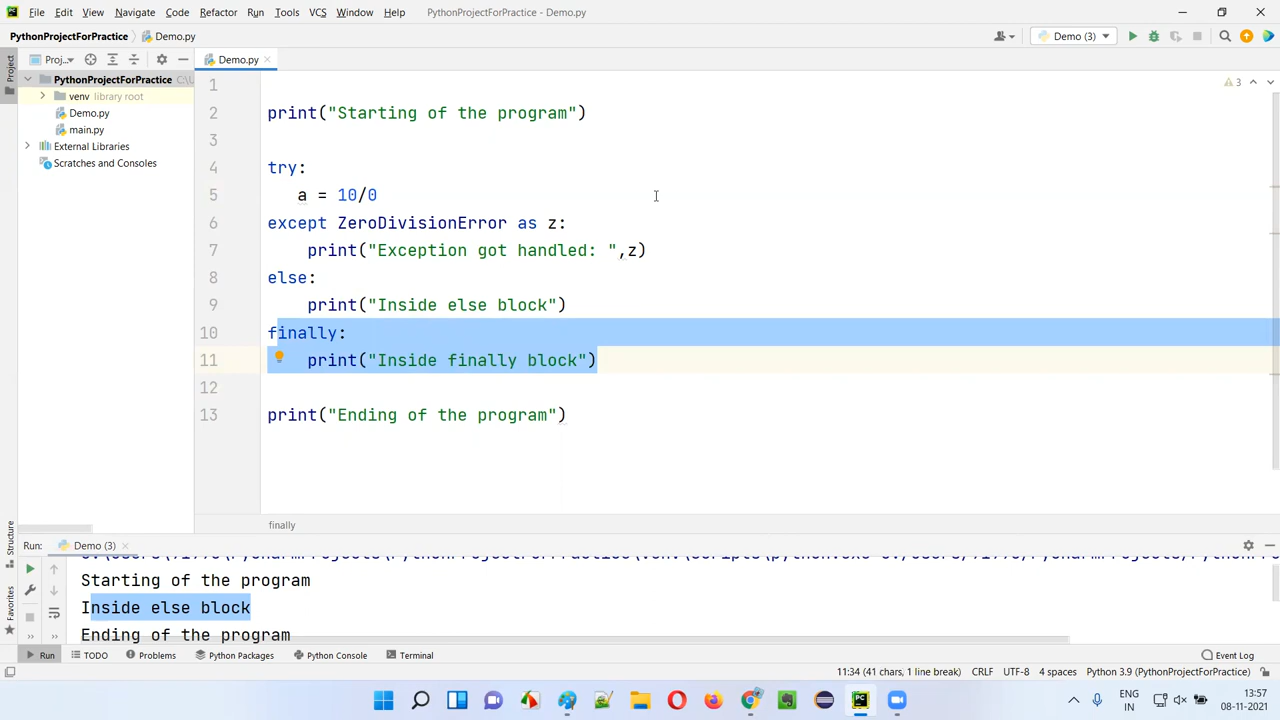 File Edit View Navigate Code Refactor Run Tools VCS Window Help PythonProjectForPractice - Demo.py
PythonProjectForPractice Demo.py Demo (3)
Proj... Demo.py
PythonProjectForPractice C:\U
venv library root
Demo.py
main.py
External Libraries
Scratches and Consoles
Project
Structure
Favorites
3
1
2 print("Starting of the program")
3
4 try:
5 a = 10/0
6 except ZeroDivisionError as z:
7 print("Exception got handled: ",z)
8 else:
9 print("Inside else block")
10 finally:
11 print("Inside finally block")
12
13 print("Ending of the program")
finally
Run: Demo (3)
Starting of the program
Inside else block
Ending of the program
Run TODO Problems Python Packages Python Console Terminal Event Log
11:34 (41 chars, 1 line break) CRLF UTF-8 4 spaces Python 3.9 (PythonProjectForPractice)
ENG
IN
13:57
08-11-2021